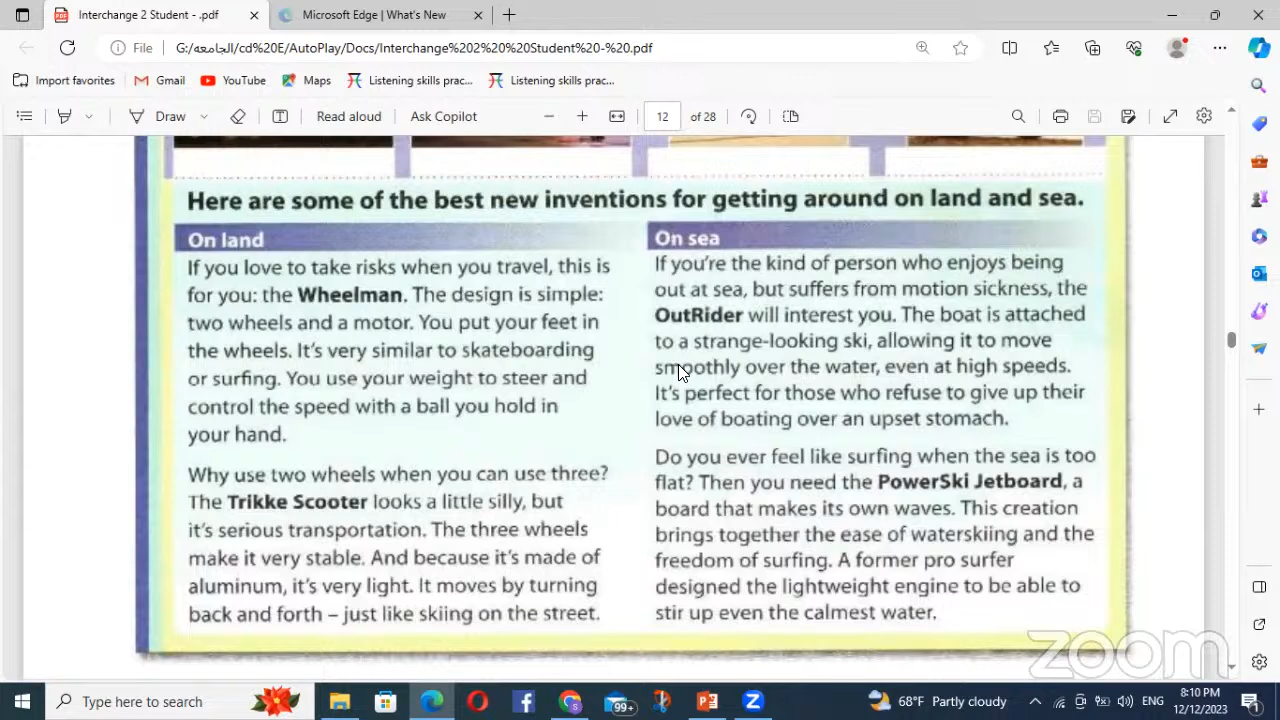 Interchange 2 Student - .pdf
Microsoft Edge | What's New
File
G:/الجامعه/cd%20E/AutoPlay/Docs/Interchange%202%20%20Student%20-%20.pdf
Import favorites
Gmail
YouTube
Maps
Listening skills prac...
Listening skills prac...
Draw
Read aloud
Ask Copilot
12
of 28
Here are some of the best new inventions for getting around on land and sea.
On land
If you love to take risks when you travel, this is
for you: the Wheelman. The design is simple:
two wheels and a motor. You put your feet in
the wheels. It's very similar to skateboarding
or surfing. You use your weight to steer and
control the speed with a ball you hold in
your hand.
Why use two wheels when you can use three?
The Trikke Scooter looks a little silly, but
it's serious transportation. The three wheels
make it very stable. And because it's made of
aluminum, it's very light. It moves by turning
back and forth – just like skiing on the street.
On sea
If you're the kind of person who enjoys being
out at sea, but suffers from motion sickness, the
OutRider will interest you. The boat is attached
to a strange-looking ski, allowing it to move
smoothly over the water, even at high speeds.
It's perfect for those who refuse to give up their
love of boating over an upset stomach.
Do you ever feel like surfing when the sea is too
flat? Then you need the PowerSki Jetboard, a
board that makes its own waves. This creation
brings together the ease of waterskiing and the
freedom of surfing. A former pro surfer
designed the lightweight engine to be able to
stir up even the calmest water.
zoom
Type here to search
99+
68°F Partly cloudy
ENG
8:10 PM
12/12/2023
1